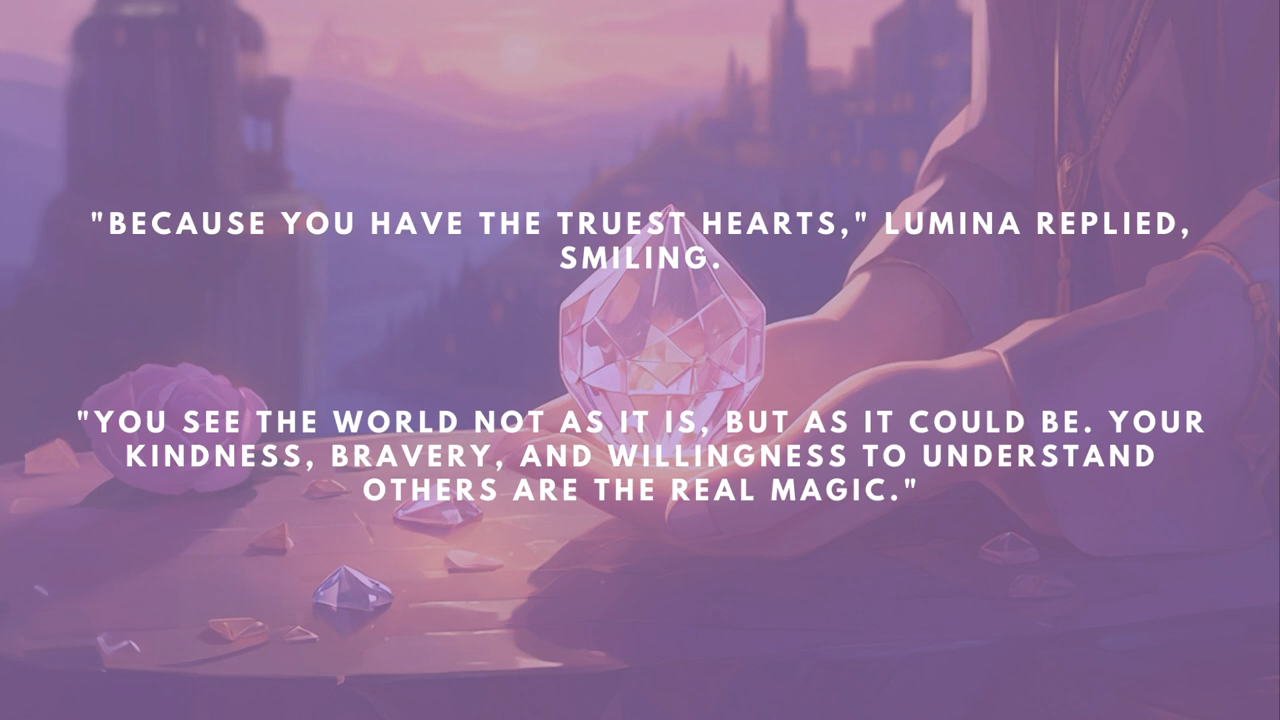 "BECAUSE YOU HAVE THE TRUEST HEARTS," LUMINA REPLIED,
SMILING.
"YOU SEE THE WORLD NOT AS IT IS, BUT AS IT COULD BE. YOUR
KINDNESS, BRAVERY, AND WILLINGNESS TO UNDERSTAND
OTHERS ARE THE REAL MAGIC."